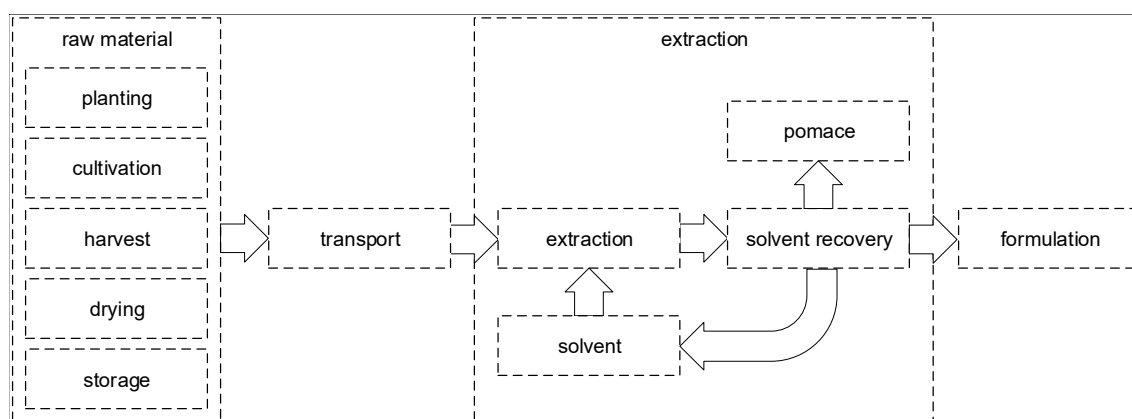 raw material
planting
cultivation
harvest
drying
storage
transport
extraction
pomace
extraction
solvent recovery
solvent
formulation